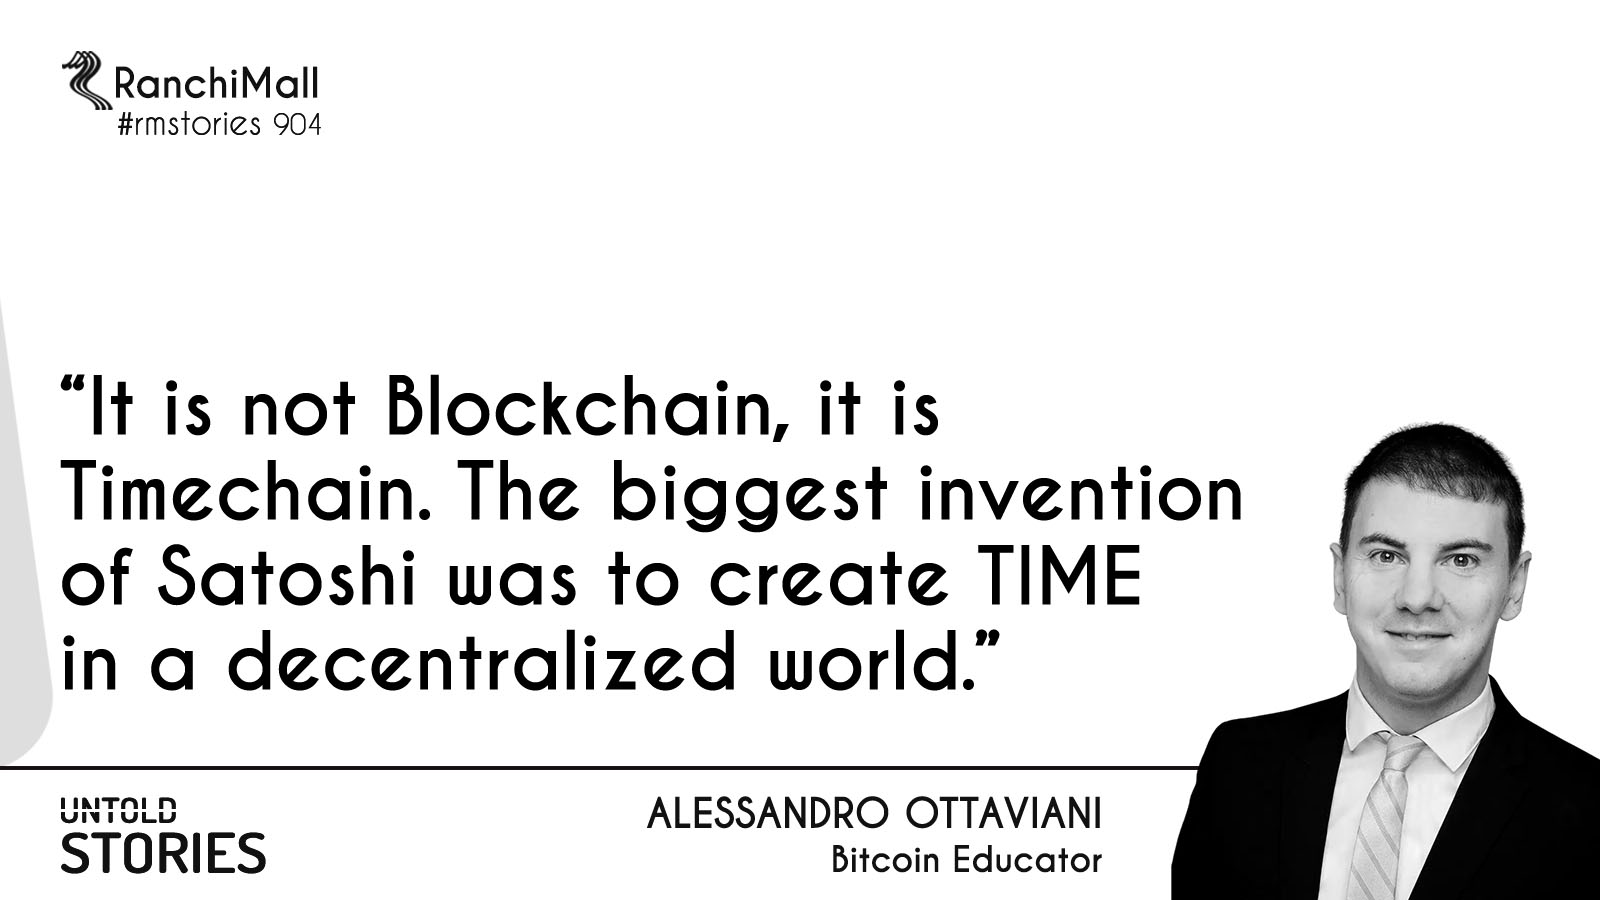 RanchiMall
#rmstories 904
“It is not Blockchain, it is
Timechain. The biggest invention
of Satoshi was to create TIME
in a decentralized world.”
UNTOLD
STORIES
ALESSANDRO OTTAVIANI
Bitcoin Educator